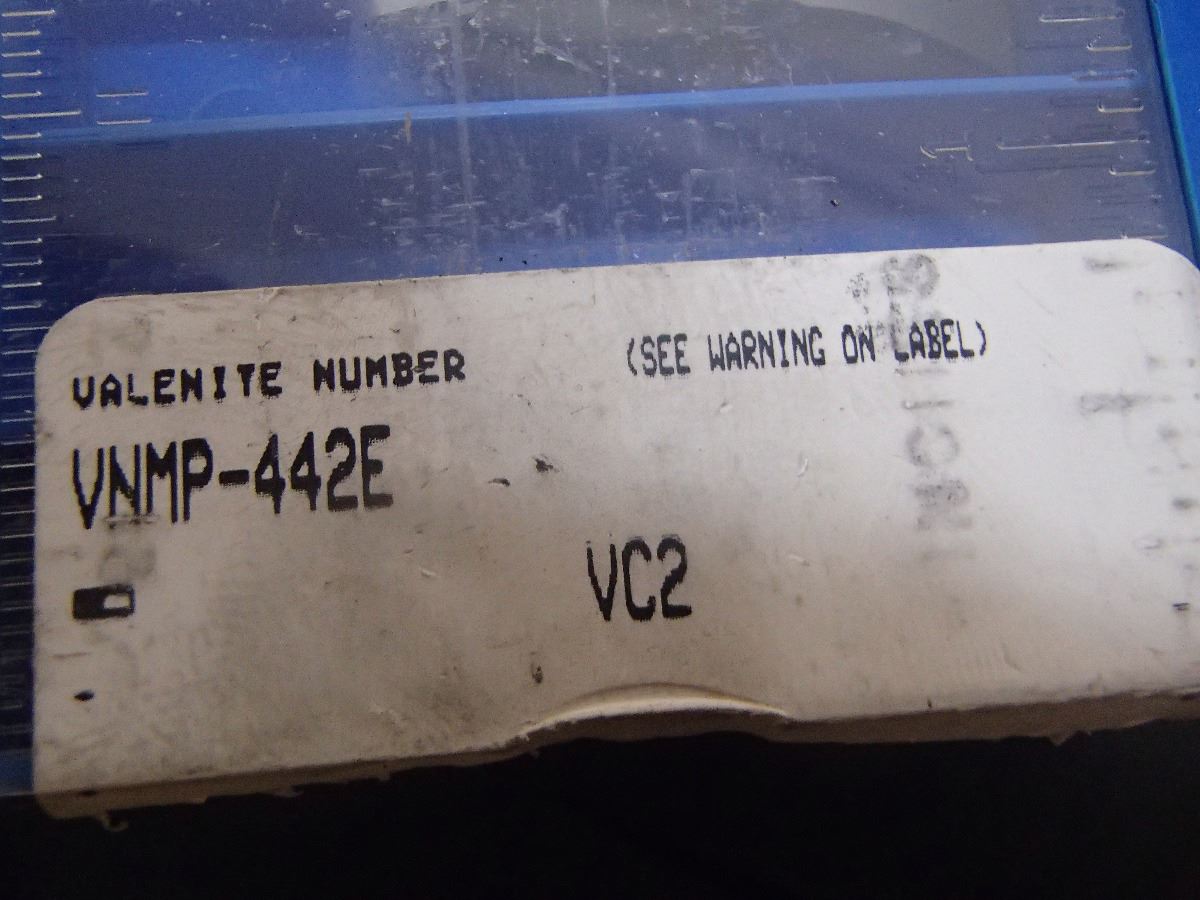 VALENITE NUMBER (SEE WARNING ON LABEL)
VNMP-442E
VC2